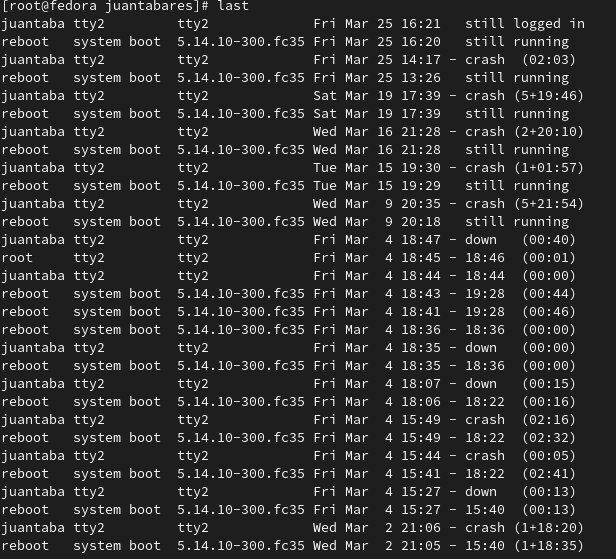 [root@fedora juantabares]# last
juantaba tty2         tty2             Fri Mar 25 16:21   still logged in
reboot   system boot  5.14.10-300.fc35 Fri Mar 25 16:20   still running
juantaba tty2         tty2             Fri Mar 25 14:17 - crash  (02:03)
reboot   system boot  5.14.10-300.fc35 Fri Mar 25 13:26   still running
juantaba tty2         tty2             Sat Mar 19 17:39 - crash (5+19:46)
reboot   system boot  5.14.10-300.fc35 Sat Mar 19 17:39   still running
juantaba tty2         tty2             Wed Mar 16 21:28 - crash (2+20:10)
reboot   system boot  5.14.10-300.fc35 Wed Mar 16 21:28   still running
juantaba tty2         tty2             Tue Mar 15 19:30 - crash (1+01:57)
reboot   system boot  5.14.10-300.fc35 Tue Mar 15 19:29   still running
juantaba tty2         tty2             Wed Mar  9 20:35 - crash (5+21:54)
reboot   system boot  5.14.10-300.fc35 Wed Mar  9 20:18   still running
juantaba tty2         tty2             Fri Mar  4 18:47 - down   (00:40)
root     tty2         tty2             Fri Mar  4 18:45 - 18:46  (00:01)
juantaba tty2         tty2             Fri Mar  4 18:44 - 18:44  (00:00)
reboot   system boot  5.14.10-300.fc35 Fri Mar  4 18:43 - 19:28  (00:44)
reboot   system boot  5.14.10-300.fc35 Fri Mar  4 18:41 - 19:28  (00:46)
reboot   system boot  5.14.10-300.fc35 Fri Mar  4 18:36 - 18:36  (00:00)
juantaba tty2         tty2             Fri Mar  4 18:35 - down   (00:00)
reboot   system boot  5.14.10-300.fc35 Fri Mar  4 18:35 - 18:36  (00:00)
juantaba tty2         tty2             Fri Mar  4 18:07 - down   (00:15)
reboot   system boot  5.14.10-300.fc35 Fri Mar  4 18:06 - 18:22  (00:16)
juantaba tty2         tty2             Fri Mar  4 15:49 - crash  (02:16)
reboot   system boot  5.14.10-300.fc35 Fri Mar  4 15:49 - 18:22  (02:32)
juantaba tty2         tty2             Fri Mar  4 15:44 - crash  (00:05)
reboot   system boot  5.14.10-300.fc35 Fri Mar  4 15:41 - 18:22  (02:41)
juantaba tty2         tty2             Fri Mar  4 15:27 - down   (00:13)
reboot   system boot  5.14.10-300.fc35 Fri Mar  4 15:27 - 15:40  (00:13)
juantaba tty2         tty2             Wed Mar  2 21:06 - crash (1+18:20)
reboot   system boot  5.14.10-300.fc35 Wed Mar  2 21:05 - 15:40 (1+18:35)